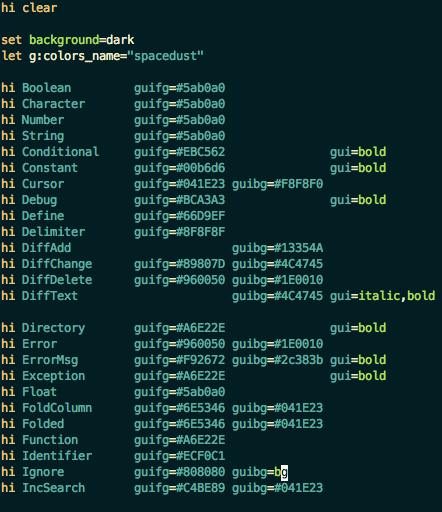 hi clear
set background=dark
let g:colors_name="spacedust"
hi Boolean guifg=#5ab0a0
hi Character guifg=#5ab0a0
hi Number guifg=#5ab0a0
hi String guifg=#5ab0a0
hi Conditional guifg=#EBC562 gui=bold
hi Constant guifg=#00b6d6 gui=bold
hi Cursor guifg=#041E23 guibg=#F8F8F0
hi Debug guifg=#BCA3A3 gui=bold
hi Define guifg=#66D9EF
hi Delimiter guifg=#8F8F8F
hi DiffAdd guibg=#13354A
hi DiffChange guifg=#89807D guibg=#4C4745
hi DiffDelete guifg=#960050 guibg=#1E0010
hi DiffText guibg=#4C4745 gui=italic,bold
hi Directory guifg=#A6E22E gui=bold
hi Error guifg=#960050 guibg=#1E0010
hi ErrorMsg guifg=#F92672 guibg=#2c383b gui=bold
hi Exception guifg=#A6E22E gui=bold
hi Float guifg=#5ab0a0
hi FoldColumn guifg=#6E5346 guibg=#041E23
hi Folded guifg=#6E5346 guibg=#041E23
hi Function guifg=#A6E22E
hi Identifier guifg=#ECF0C1
hi Ignore guifg=#808080 guibg=bg
hi IncSearch guifg=#C4BE89 guibg=#041E23